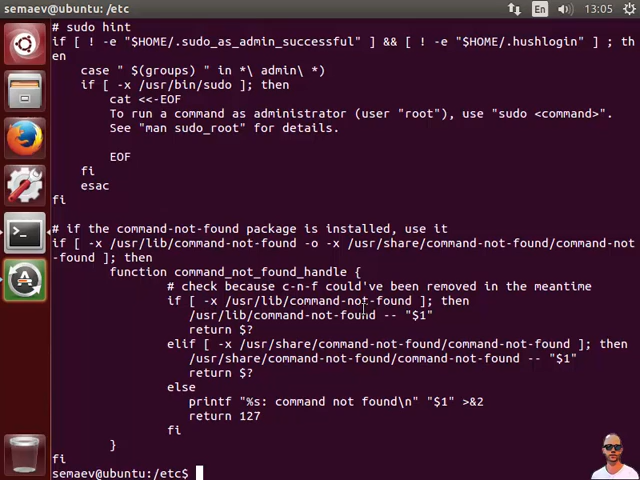 semaev@ubuntu: /etc
En
13:05
# sudo hint
if [ ! -e "$HOME/.sudo_as_admin_successful" ] && [ ! -e "$HOME/.hushlogin" ] ; th
en
case " $(groups) " in *\ admin\ *)
if [ -x /usr/bin/sudo ]; then
cat <<-EOF
To run a command as administrator (user "root"), use "sudo <command>".
See "man sudo_root" for details.
EOF
fi
esac
fi
# if the command-not-found package is installed, use it
if [ -x /usr/lib/command-not-found -o -x /usr/share/command-not-found/command-not
-found ]; then
function command_not_found_handle {
# check because c-n-f could've been removed in the meantime
if [ -x /usr/lib/command-not-found ]; then
/usr/lib/command-not-found -- "$1"
return $?
elif [ -x /usr/share/command-not-found/command-not-found ]; then
/usr/share/command-not-found/command-not-found -- "$1"
return $?
else
printf "%s: command not found\n" "$1" >&2
return 127
fi
}
fi
semaev@ubuntu:/etc$